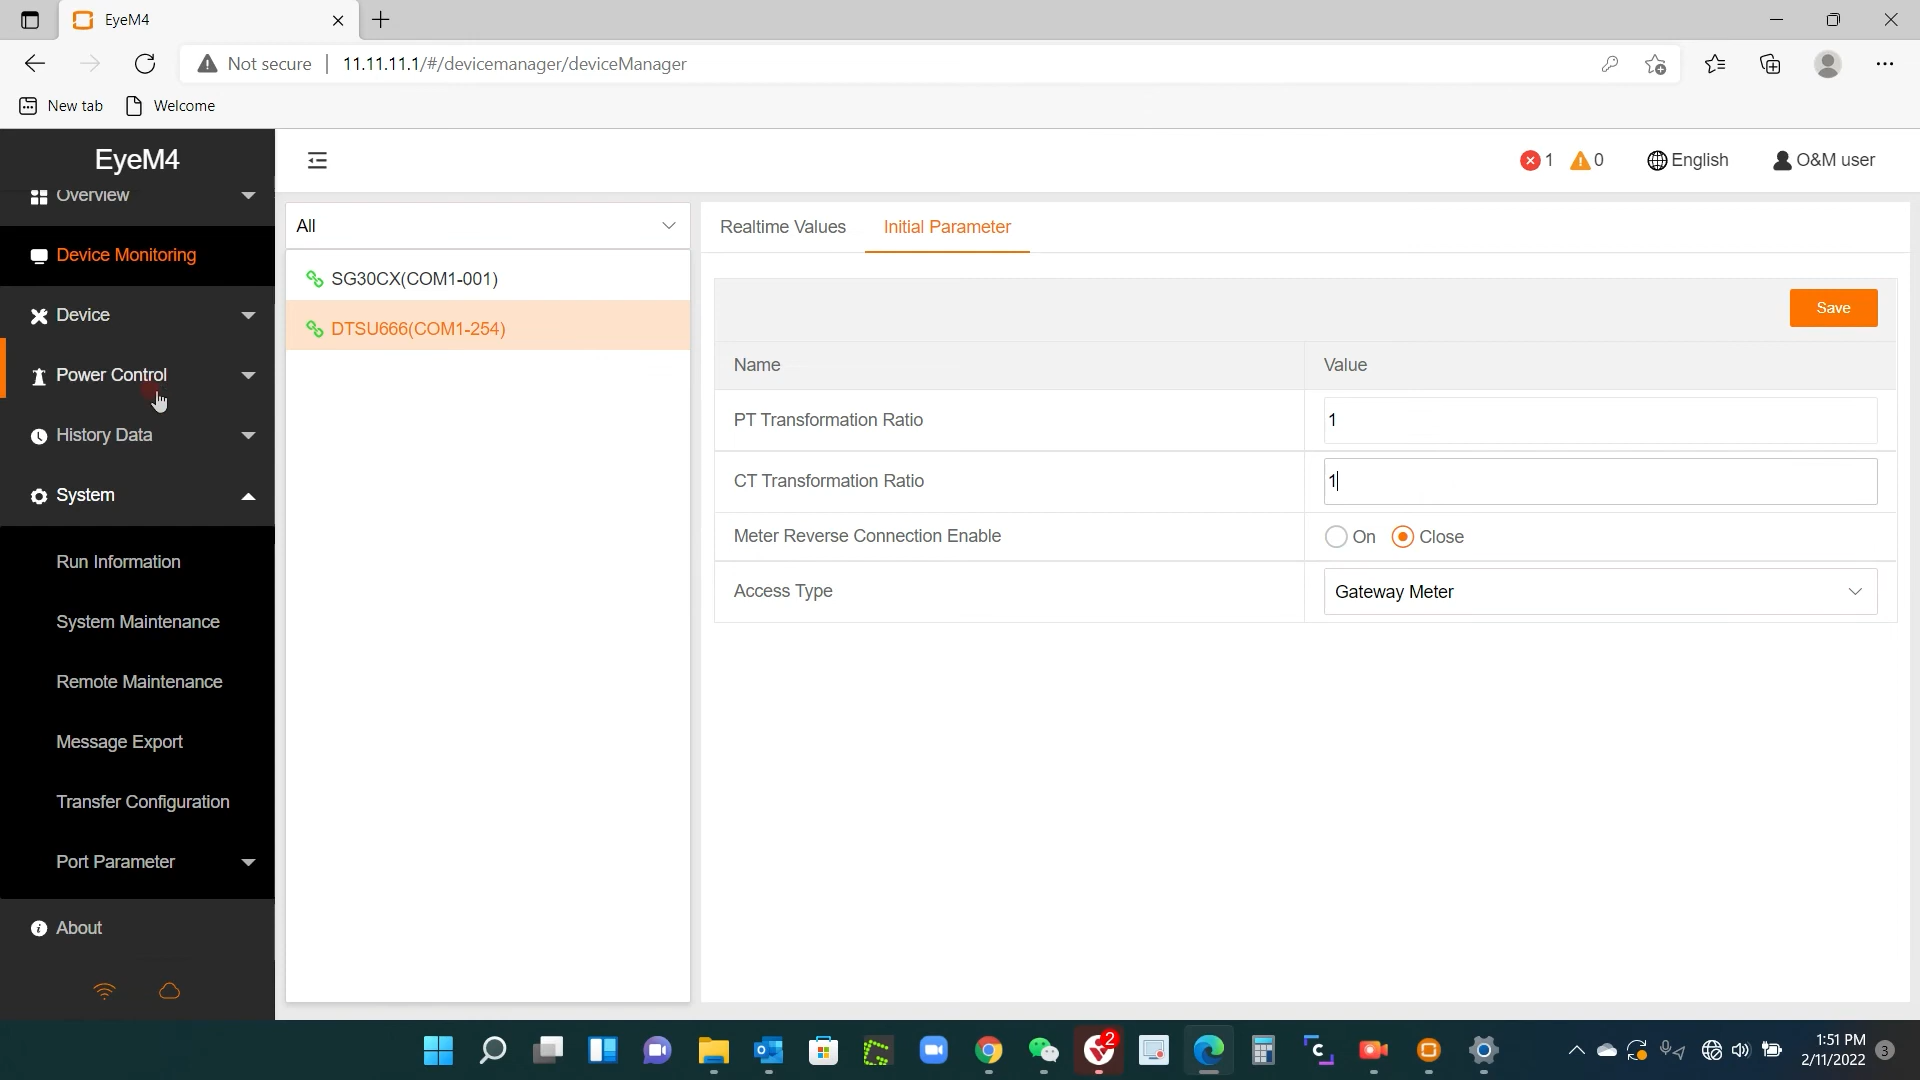 EyeM4
Not secure | 11.11.11.1/#/devicemanager/deviceManager
New tab Welcome
EyeM4
1 0 English O&M user
Overview
Device Monitoring
Device
Power Control
History Data
System
Run Information
System Maintenance
Remote Maintenance
Message Export
Transfer Configuration
Port Parameter
About
All
SG30CX(COM1-001)
DTSU666(COM1-254)
Realtime Values Initial Parameter
Save
Name Value
PT Transformation Ratio 1
CT Transformation Ratio 1
Meter Reverse Connection Enable On Close
Access Type Gateway Meter
2
1:51 PM
2/11/2022 3